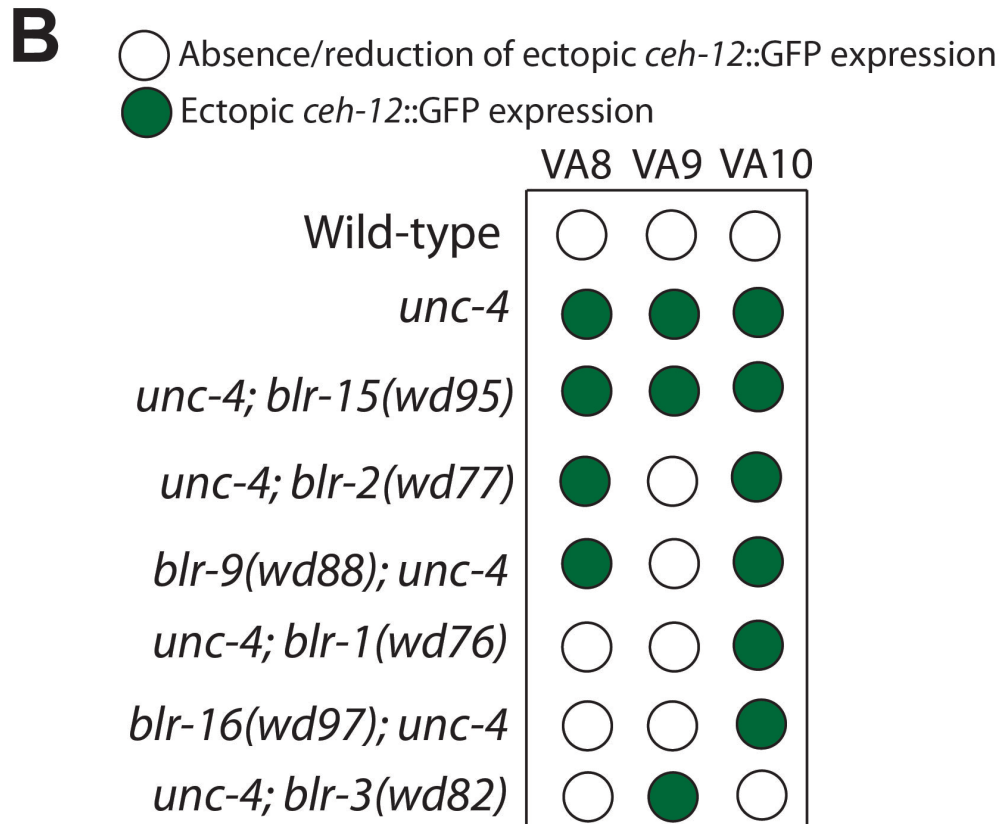 B
Absence/reduction of ectopic ceh-12::GFP expression
Ectopic ceh-12::GFP expression
VA8 VA9 VA10
Wild-type
unc-4
unc-4; blr-15(wd95)
unc-4; blr-2(wd77)
blr-9(wd88); unc-4
unc-4; blr-1(wd76)
blr-16(wd97); unc-4
unc-4; blr-3(wd82)